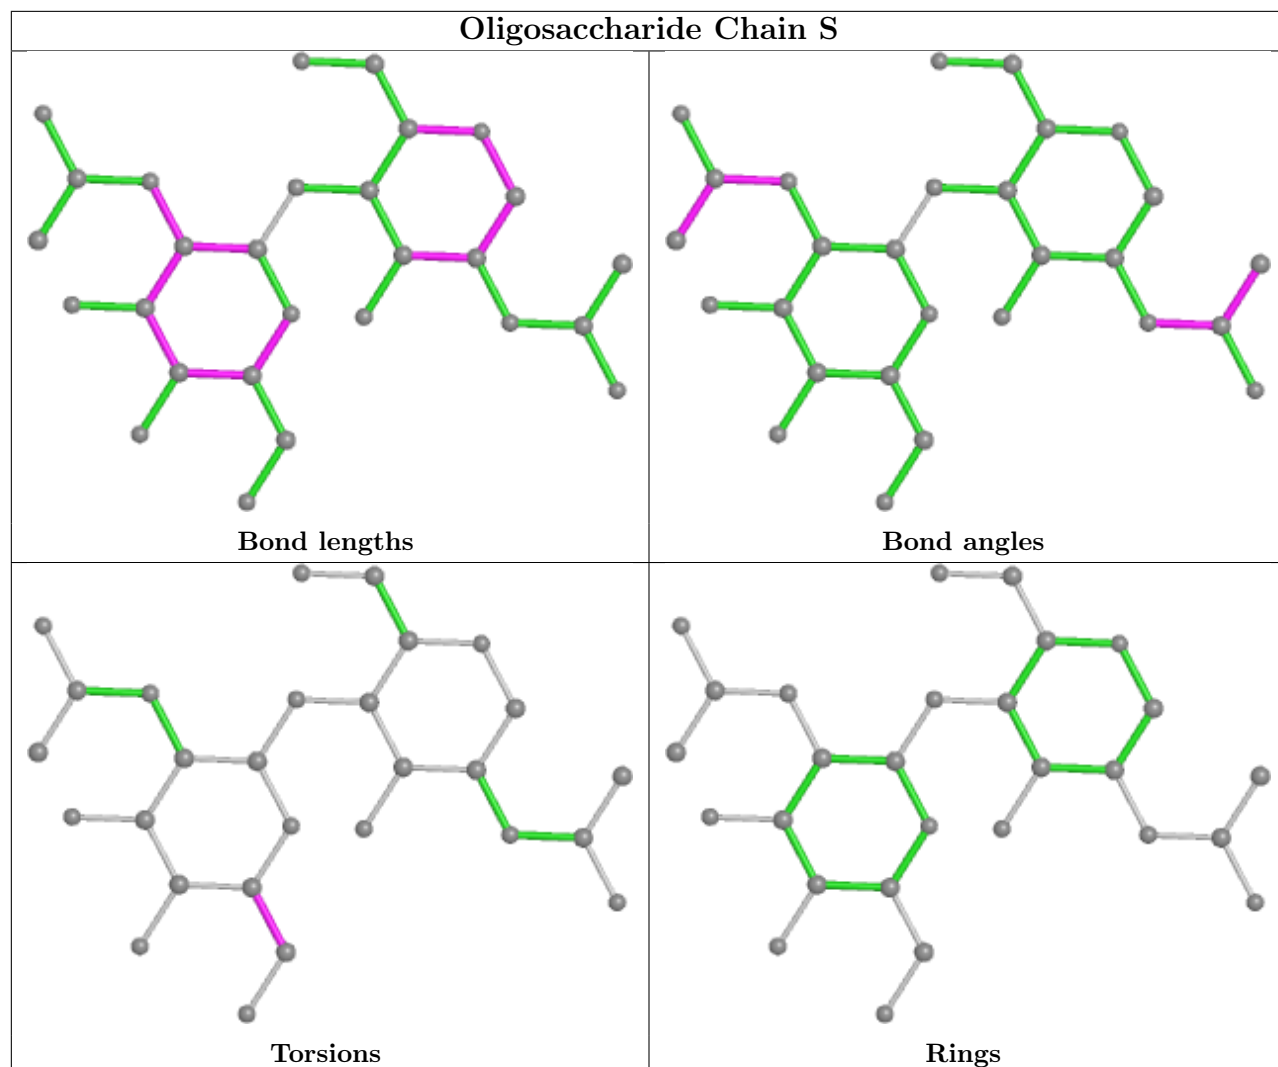 Oligosaccharide Chain S
Bond lengths
Bond angles
Torsions
Rings